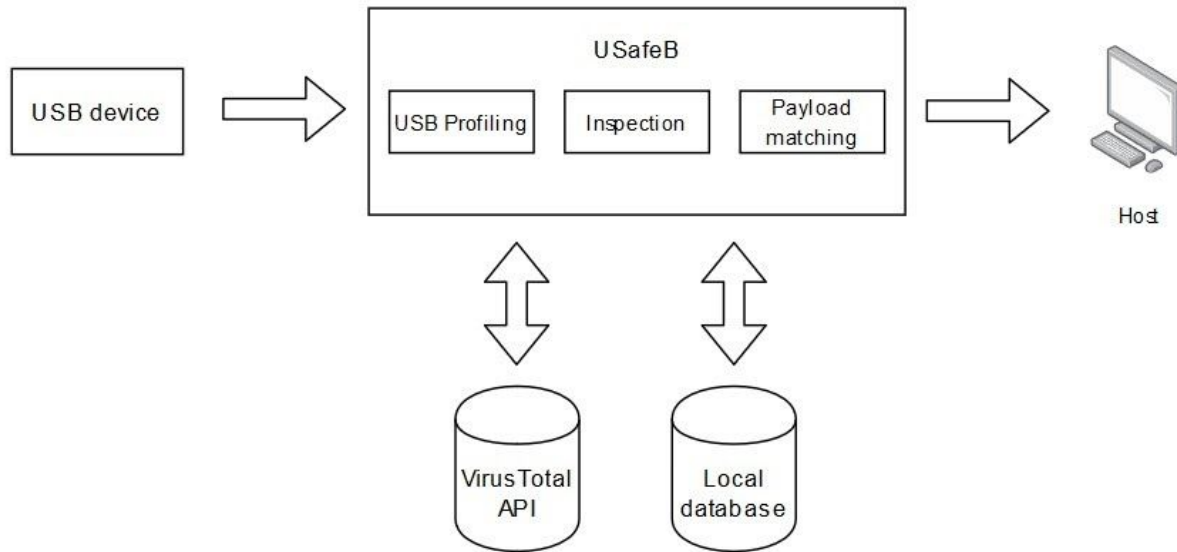 USafeB
USB device
USB Profiling
Inspection
Payload
matching
Host
VirusTotal
API
Local
database